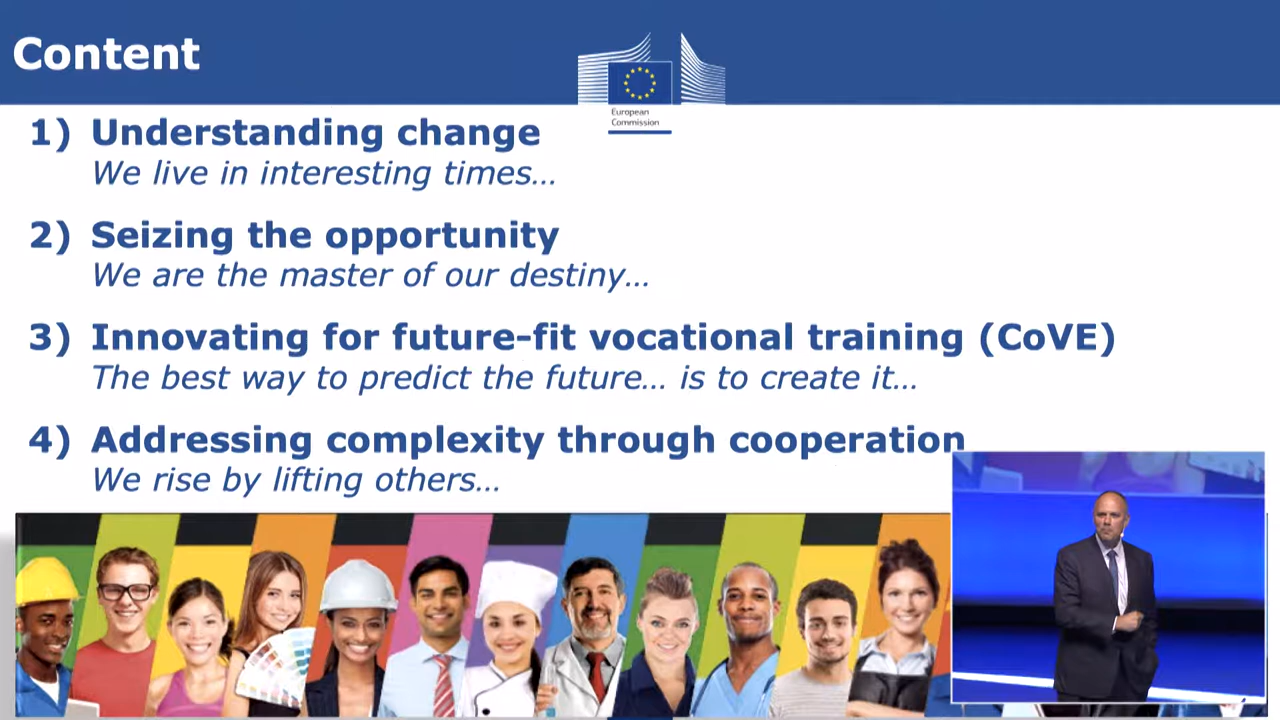 Content
European
Commission
1) Understanding change
We live in interesting times…
2) Seizing the opportunity
We are the master of our destiny…
3) Innovating for future-fit vocational training (CoVE)
The best way to predict the future… is to create it…
4) Addressing complexity through cooperation
We rise by lifting others…